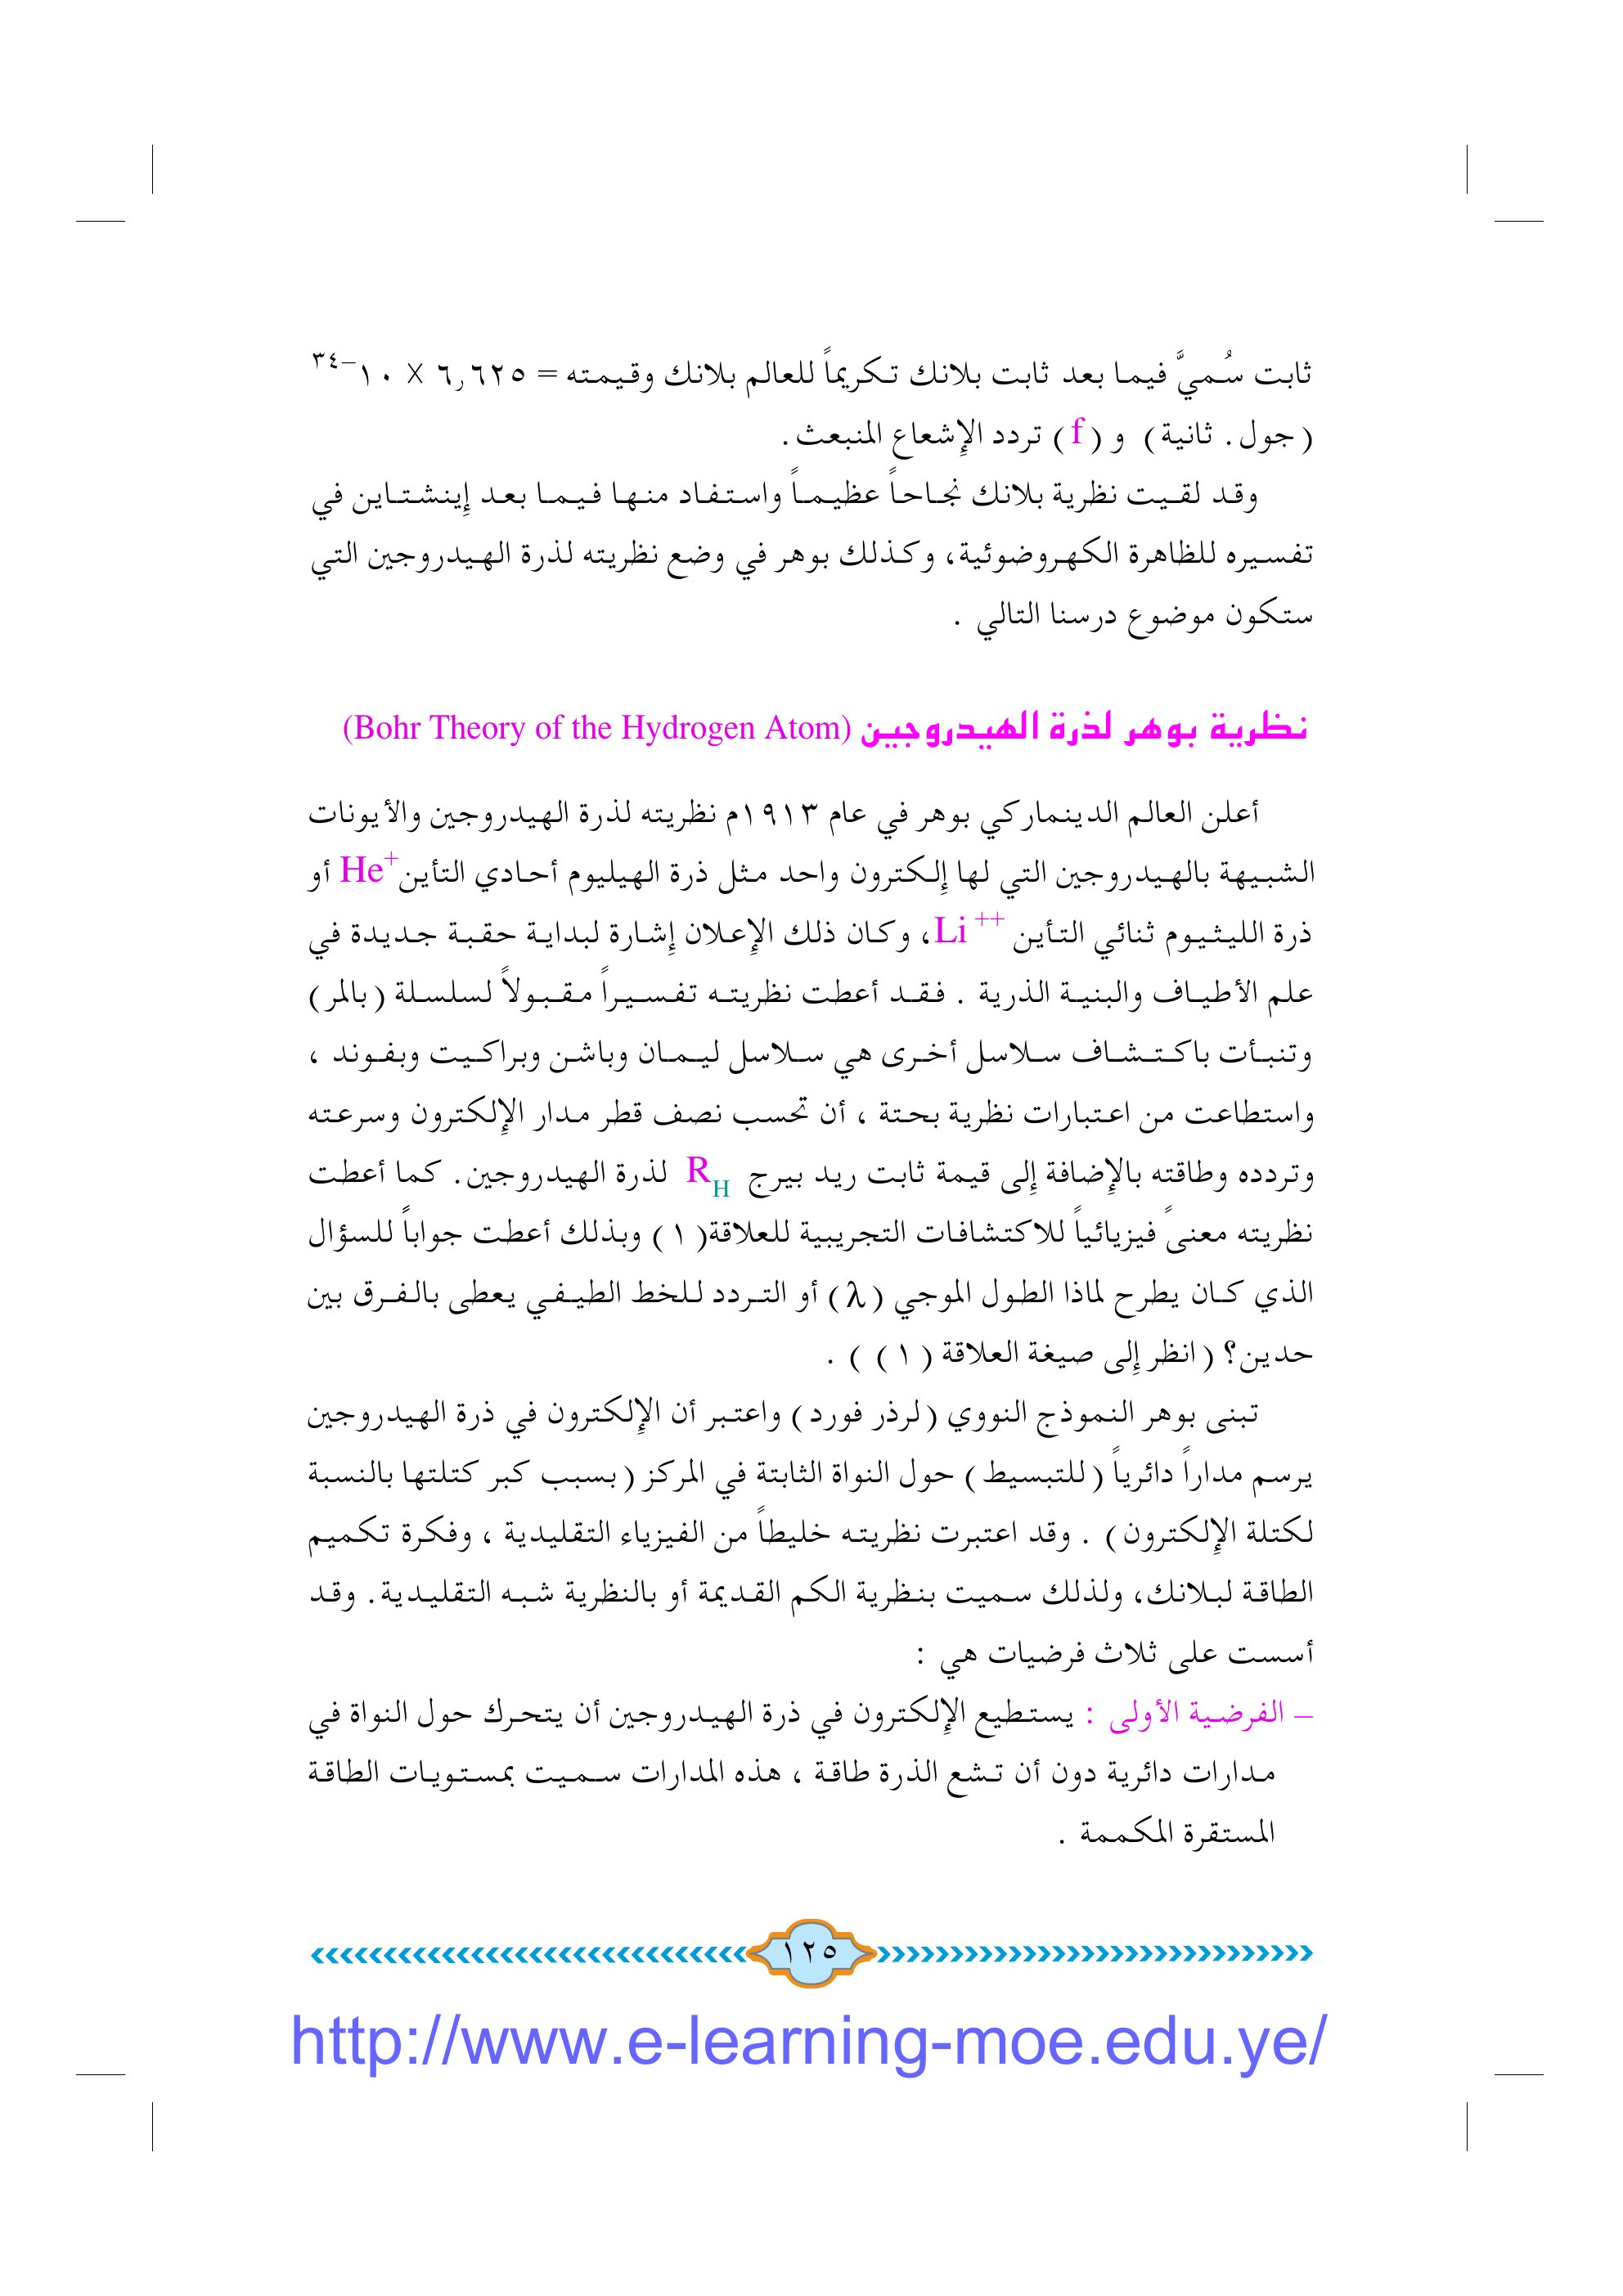 ثابت سُميَّ فيما بعد ثابت بلانك تكريماً للعالم بلانك وقيمته = ٦٫٦٢٥ × ١٠⁻³⁴
( جول . ثانية ) و ( f ) تردد الإشعاع المنبعث .
وقد لقيت نظرية بلانك نجاحاً عظيماً واستفاد منها فيما بعد إينشتاين في
تفسيره للظاهرة الكهروضوئية، وكذلك بوهر في وضع نظريته لذرة الهيدروجين التي
ستكون موضوع درسنا التالي .
نظرية بوهر لذرة الهيدروجين (Bohr Theory of the Hydrogen Atom)
أعلن العالم الدينماركي بوهر في عام ١٩١٣م نظريته لذرة الهيدروجين والأيونات
الشبيهة بالهيدروجين التي لها إلكترون واحد مثل ذرة الهيليوم أحادي التأين He⁺ أو
ذرة الليثيوم ثنائي التأين Li ⁺⁺، وكان ذلك الإعلان إشارة لبداية حقبة جديدة في
علم الأطياف والبنية الذرية . فقد أعطت نظريته تفسيراً مقبولاً لسلسلة ( بالمر )
وتنبأت باكتشاف سلاسل أخرى هي سلاسل ليمان وباشن وبراكيت وبفوند ،
واستطاعت من اعتبارات نظرية بحتة ، أن تحسب نصف قطر مدار الإلكترون وسرعته
وتردده وطاقته بالإضافة إلى قيمة ثابت ريد بيرج R_H لذرة الهيدروجين. كما أعطت
نظريته معنىً فيزيائياً للاكتشافات التجريبية للعلاقة ( ١ ) وبذلك أعطت جواباً للسؤال
الذي كان يطرح لماذا الطول الموجي ( λ ) أو التردد للخط الطيفي يعطى بالفرق بين
حدين؟ ( انظر إلى صيغة العلاقة ( ١ ) ) .
تبنى بوهر النموذج النووي ( لرذر فورد ) واعتبر أن الإلكترون في ذرة الهيدروجين
يرسم مداراً دائرياً ( للتبسيط ) حول النواة الثابتة في المركز ( بسبب كبر كتلتها بالنسبة
لكتلة الإلكترون ) . وقد اعتبرت نظريته خليطاً من الفيزياء التقليدية ، وفكرة تكميم
الطاقة لبلانك، ولذلك سميت بنظرية الكم القديمة أو بالنظرية شبه التقليدية. وقد
أسست على ثلاث فرضيات هي :
– الفرضية الأولى : يستطيع الإلكترون في ذرة الهيدروجين أن يتحرك حول النواة في
مدارات دائرية دون أن تشع الذرة طاقة ، هذه المدارات سميت بمستويات الطاقة
المستقرة المكممة .
١٢٥
http://www.e-learning-moe.edu.ye/